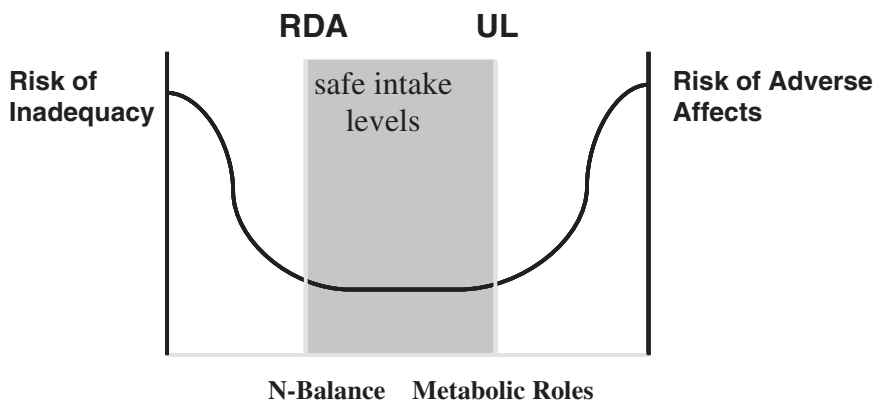 RDA UL
Risk of
Inadequacy
safe intake
levels
Risk of Adverse
Affects
N-Balance Metabolic Roles